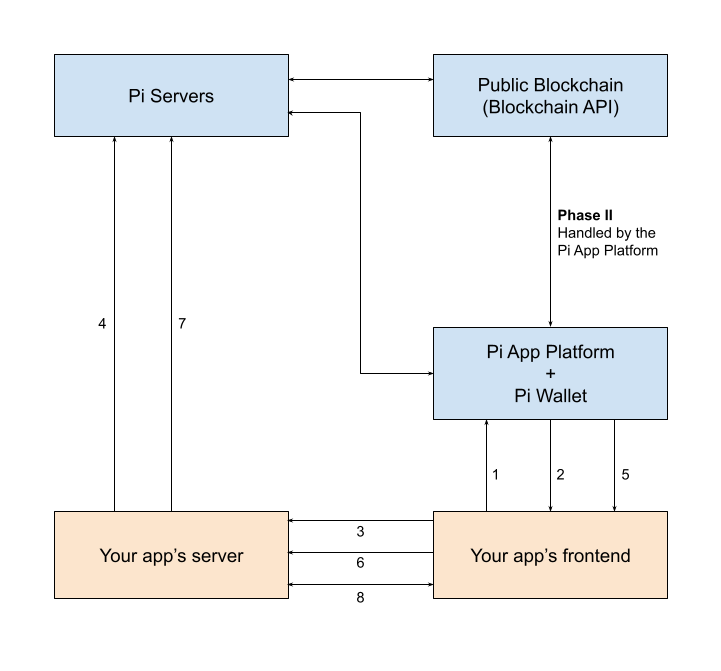 Pi Servers
Public Blockchain
(Blockchain API)
Phase II
Handled by the
Pi App Platform
4
7
Pi App Platform
+
Pi Wallet
1
2
5
Your app's server
3
6
8
Your app's frontend